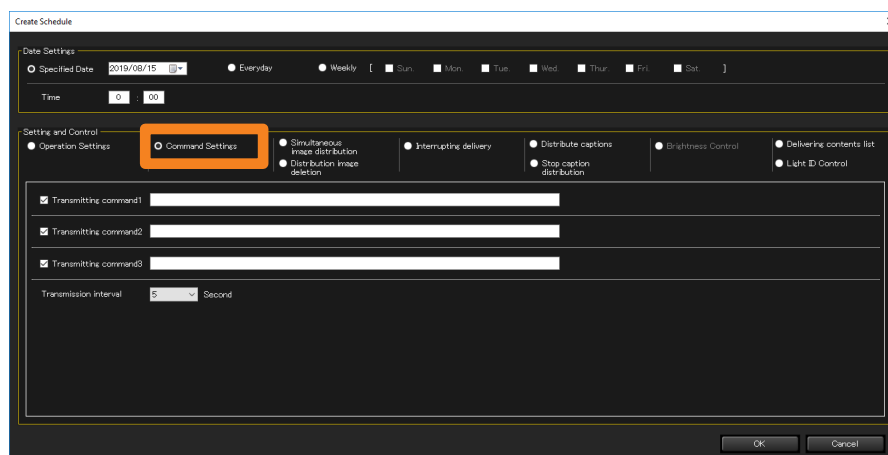 Create Schedule
Date Settings
Specified Date 2019/08/15 Everyday Weekly [ Sun. Mon. Tue. Wed. Thur. Fri. Sat. ]
Time 0 : 00
Setting and Control
Operation Settings Command Settings Simultaneous image distribution Interrupting delivery Distribute captions Brightness Control Delivering contents list
Distribution image deletion Stop caption distribution Light ID Control
Transmitting command1
Transmitting command2
Transmitting command3
Transmission interval 5 Second
OK Cancel